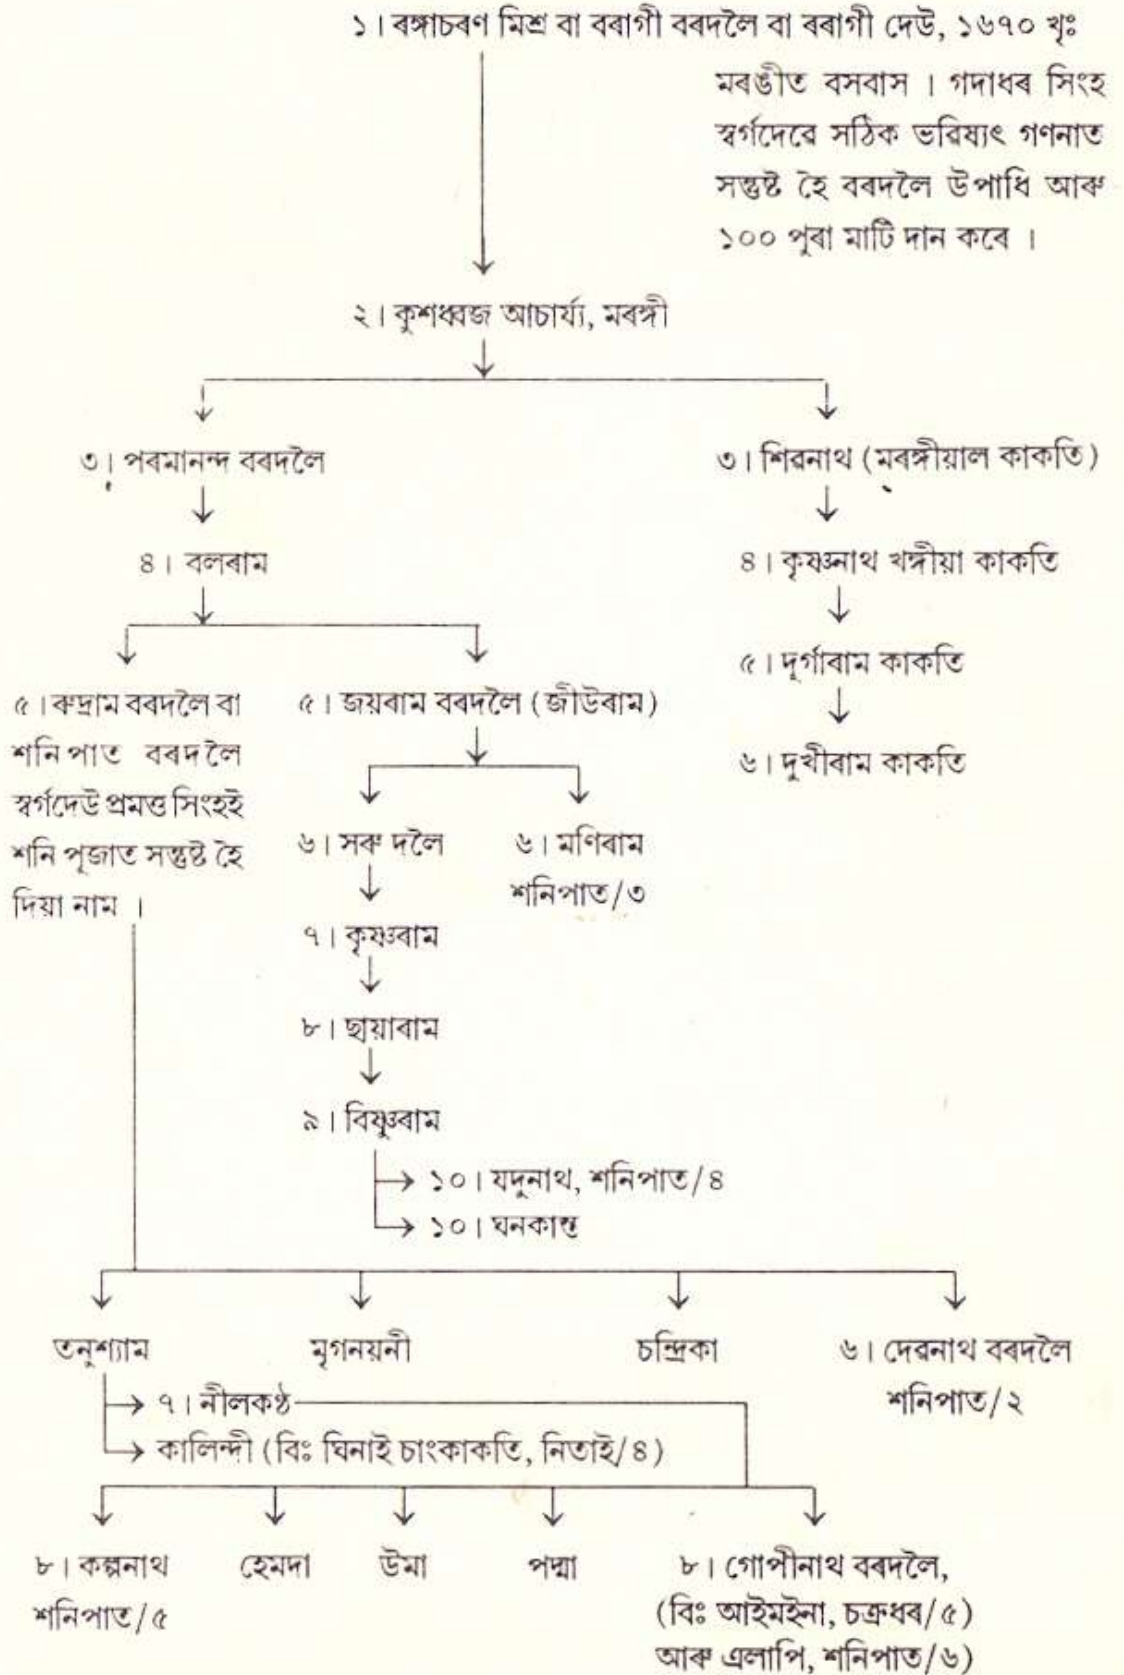 ১। ৰঙ্গাচৰণ মিশ্ৰ বা বৰাগী বৰদলৈ বা ৰৰাগী দেউ, ১৬৭০ খৃঃ
মৰঙীত বসবাস । গদাধৰ সিংহ
স্বৰ্গদেৱে সঠিক ভৱিষ্যৎ গণনাত
সন্তুষ্ট হৈ বৰদলৈ উপাধি আৰু
১০০ পুৰা মাটি দান কৰে ।
২। কুশধ্বজ আচাৰ্য্য, মৰঙ্গী
৩। পৰমানন্দ বৰদলৈ
৩। শিৱনাথ (মৰঙ্গীয়াল কাকতি)
৪। বলৰাম
৪। কৃষ্ণনাথ খঙ্গীয়া কাকতি
৫। দূৰ্গাৰাম কাকতি
৫। ৰুদ্ৰাম বৰদলৈ বা
শনি পাত বৰদলৈ
স্বৰ্গদেউ প্ৰমত্ত সিংহই
শনি পূজাত সন্তুষ্ট হৈ
দিয়া নাম ।
৫। জয়ৰাম বৰদলৈ (জীউৰাম)
৬। দুখীৰাম কাকতি
৬। সৰু দলৈ
৬। মণিৰাম
শনিপাত/৩
৭। কৃষ্ণৰাম
৮। ছায়াৰাম
৯। বিষ্ণুৰাম
১০। যদুনাথ, শনিপাত/৪
১০। ঘনকান্ত
তনুশ্যাম
মৃগনয়নী
চন্দ্ৰিকা
৬। দেৱনাথ বৰদলৈ
শনিপাত/২
৭। নীলকণ্ঠ
কালিন্দী (বিঃ ঘিনাই চাংকাকতি, নিতাই/৪)
৮। কল্পনাথ
শনিপাত/৫
হেমদা
উমা
পদ্মা
৮। গোপীনাথ বৰদলৈ,
(বিঃ আইমইনা, চক্ৰধৰ/৫)
আৰু এলাপি, শনিপাত/৬)